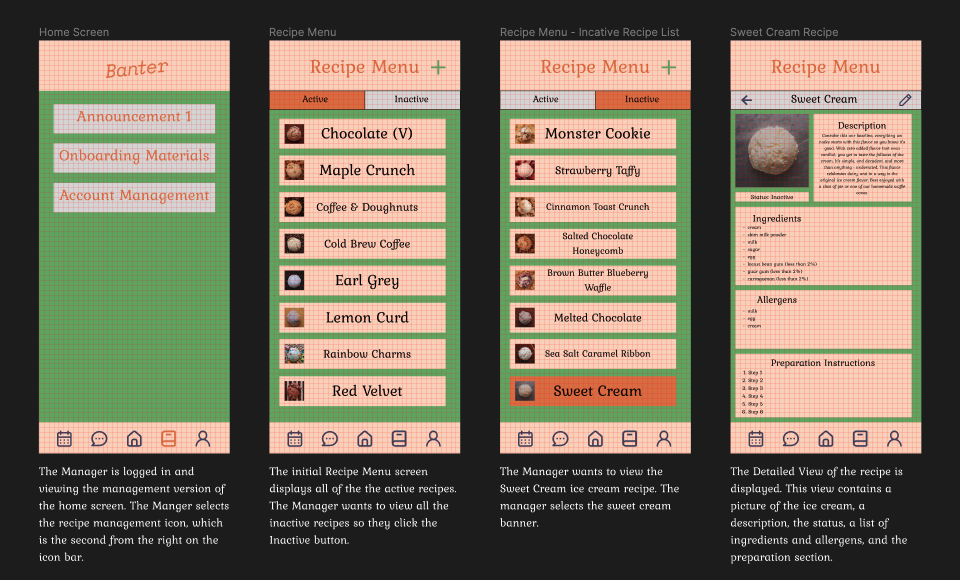 Home Screen
Banter
Announcement 1
Onboarding Materials
Account Management
The Manager is logged in and
viewing the management version of
the home screen. The Manger selects
the recipe management icon, which
is the second from the right on the
icon bar.
Recipe Menu
Recipe Menu +
Active Inactive
Chocolate (V)
Maple Crunch
Coffee & Doughnuts
Cold Brew Coffee
Earl Grey
Lemon Curd
Rainbow Charms
Red Velvet
The initial Recipe Menu screen
displays all of the the active recipes.
The Manager wants to view all the
inactive recipes so they click the
Inactive button.
Recipe Menu - Incative Recipe List
Recipe Menu +
Active Inactive
Monster Cookie
Strawberry Taffy
Cinnamon Toast Crunch
Salted Chocolate
Honeycomb
Brown Butter Blueberry
Waffle
Melted Chocolate
Sea Salt Caramel Ribbon
Sweet Cream
The Manager wants to view the
Sweet Cream ice cream recipe. The
manager selects the sweet cream
banner.
Sweet Cream Recipe
Recipe Menu
Sweet Cream
Status: Inactive
Description
Ingredients
- cream
- skim milk powder
- milk
- sugar
- egg
- locust bean gum (less than 2%)
- guar gum (less than 2%)
- carrageenan (less than 2%)
Allergens
- milk
- egg
- cream
Preparation Instructions
1. Step 1
2. Step 2
3. Step 3
4. Step 4
5. Step 5
6. Step 6
The Detailed View of the recipe is
displayed. This view contains a
picture of the ice cream, a
description, the status, a list of
ingredients and allergens, and the
preparation section.